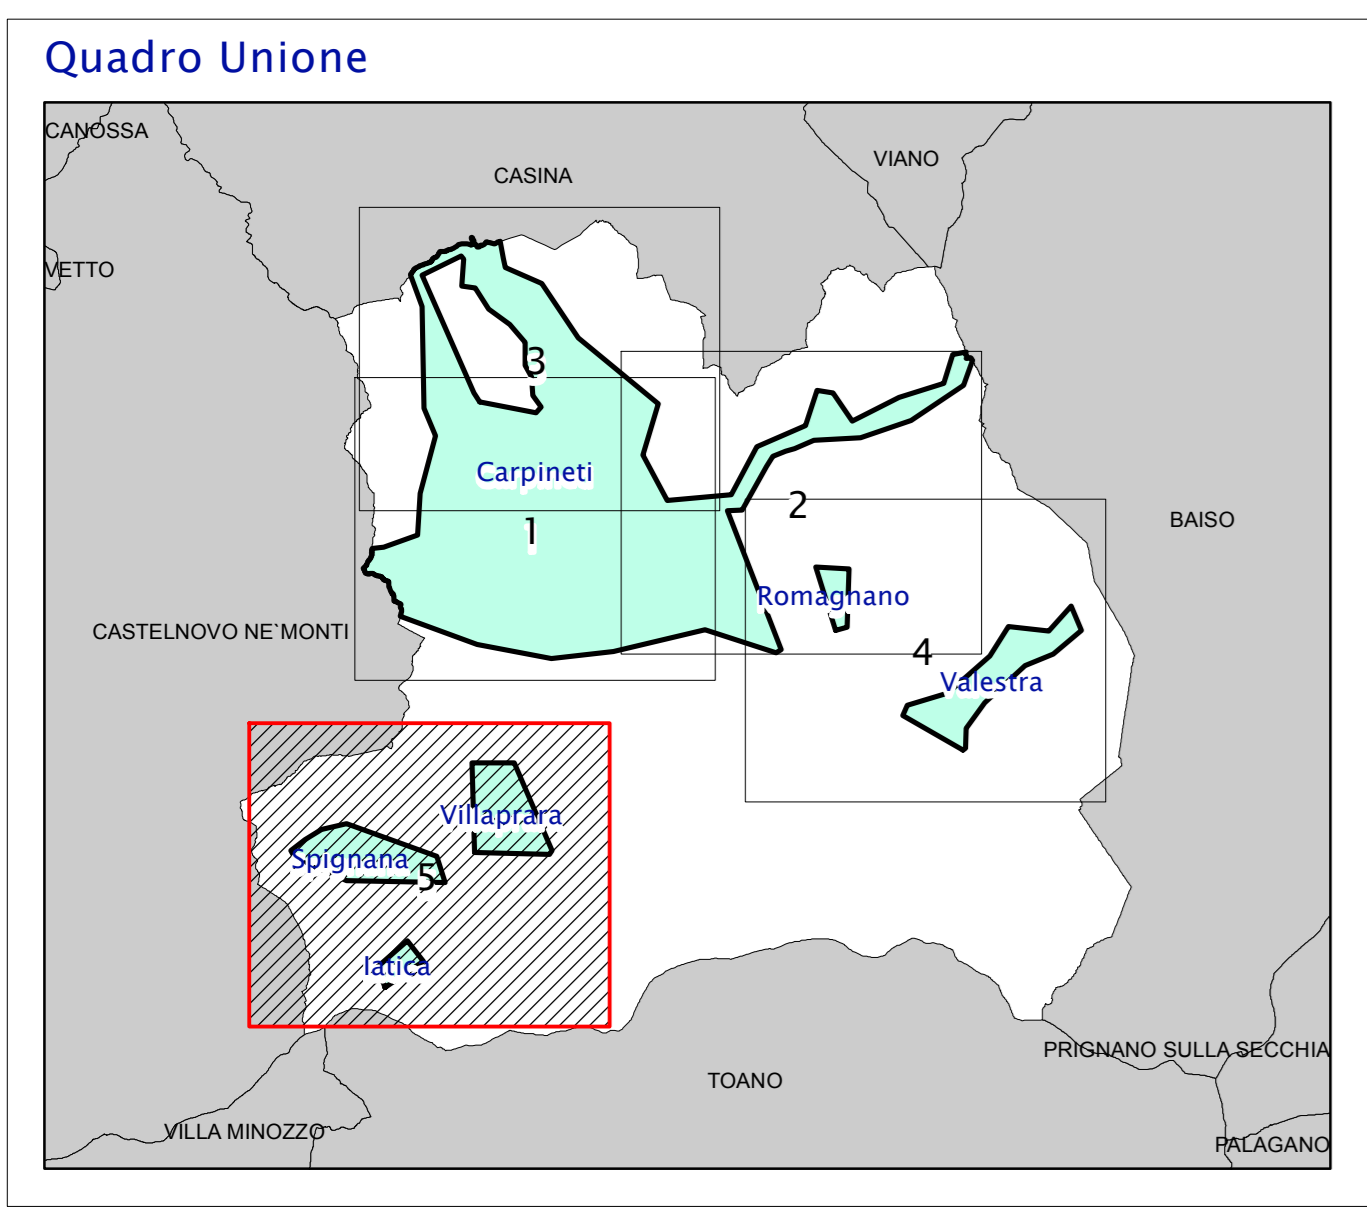 Quadro Unione
CANOSSA
VIANO
CASINA
VETTO
3
Carpineti
2
1
BAISO
Romagnano
CASTELNOVO NE`MONTI
4
Valestra
Villaprara
Spignana
5
Iatica
PRIGNANO SULLA SECCHIA
TOANO
VILLA MINOZZO
PALAGANO